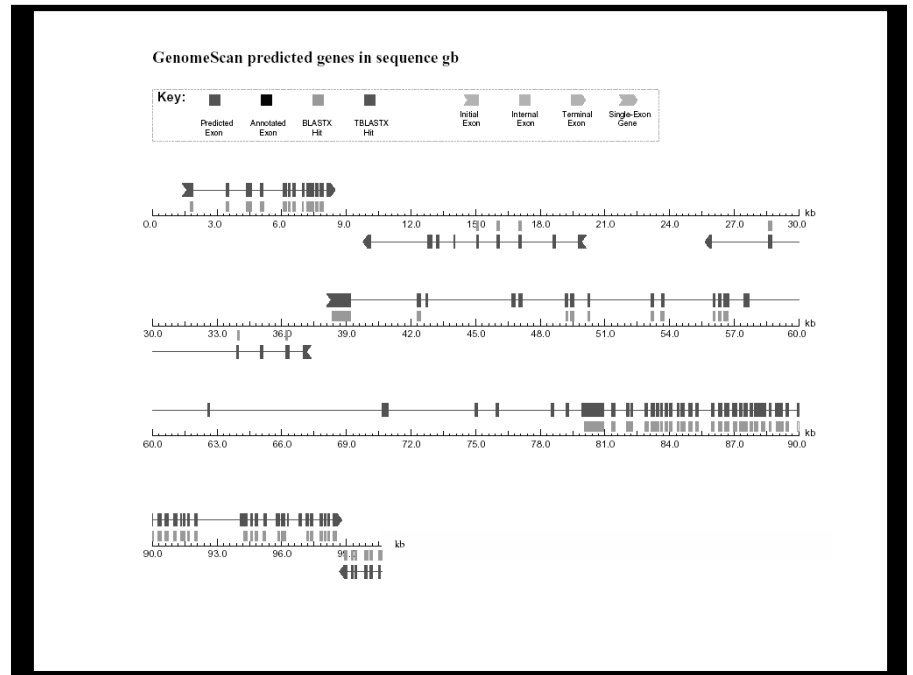 GenomeScan predicted genes in sequence gb
Key:
Predicted Exon
Annotated Exon
BLASTX Hit
TBLASTX Hit
Initial Exon
Internal Exon
Terminal Exon
Single-Exon Gene
kb
0.0 3.0 6.0 9.0 12.0 15.0 18.0 21.0 24.0 27.0 30.0
kb
30.0 33.0 36.0 39.0 42.0 45.0 48.0 51.0 54.0 57.0 60.0
kb
60.0 63.0 66.0 69.0 72.0 75.0 78.0 81.0 84.0 87.0 90.0
kb
90.0 93.0 96.0